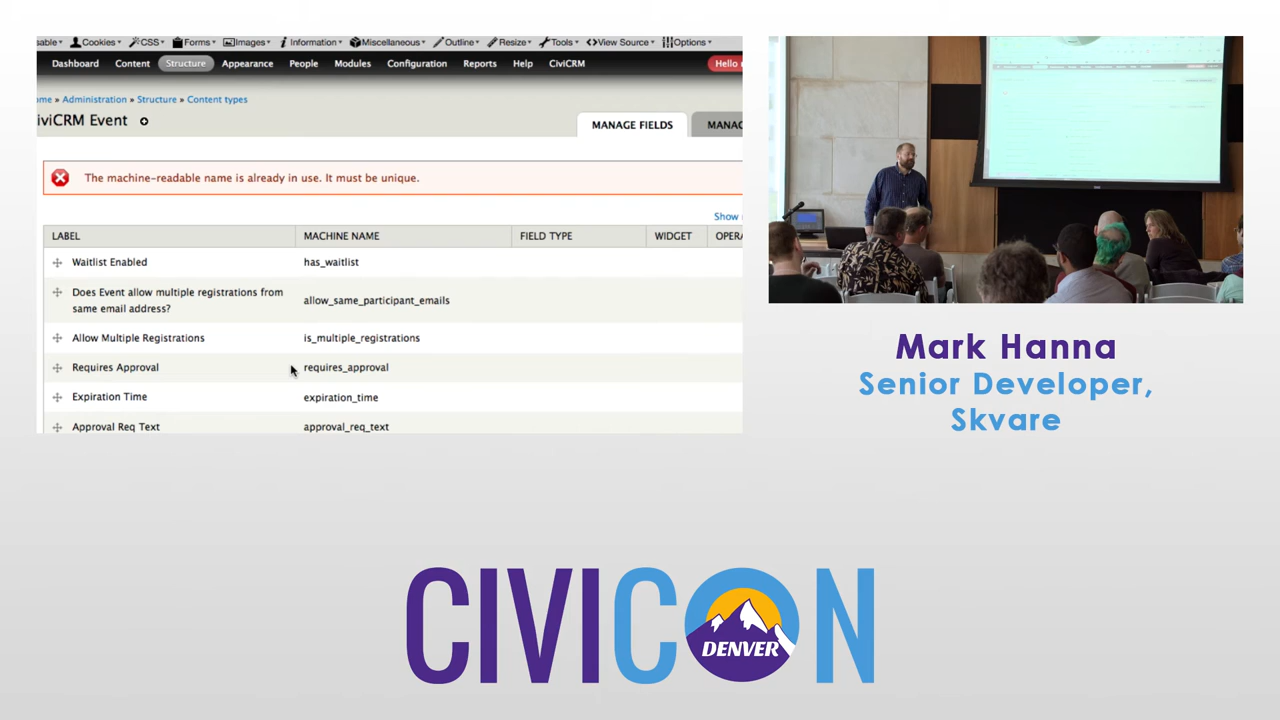 sable▾ Cookies▾ CSS▾ Forms▾ Images▾ Information▾ Miscellaneous▾ Outline▾ Resize▾ Tools▾ View Source▾ Options▾
Dashboard Content Structure Appearance People Modules Configuration Reports Help CiviCRM Hello
ome » Administration » Structure » Content types
iviCRM Event
MANAGE FIELDS MANAG
The machine-readable name is already in use. It must be unique.
Show
LABEL MACHINE NAME FIELD TYPE WIDGET OPERA
Waitlist Enabled has_waitlist
Does Event allow multiple registrations from
same email address? allow_same_participant_emails
Allow Multiple Registrations is_multiple_registrations
Requires Approval requires_approval
Expiration Time expiration_time
Approval Req Text approval_req_text
Mark Hanna
Senior Developer,
Skvare
CIVICON
DENVER